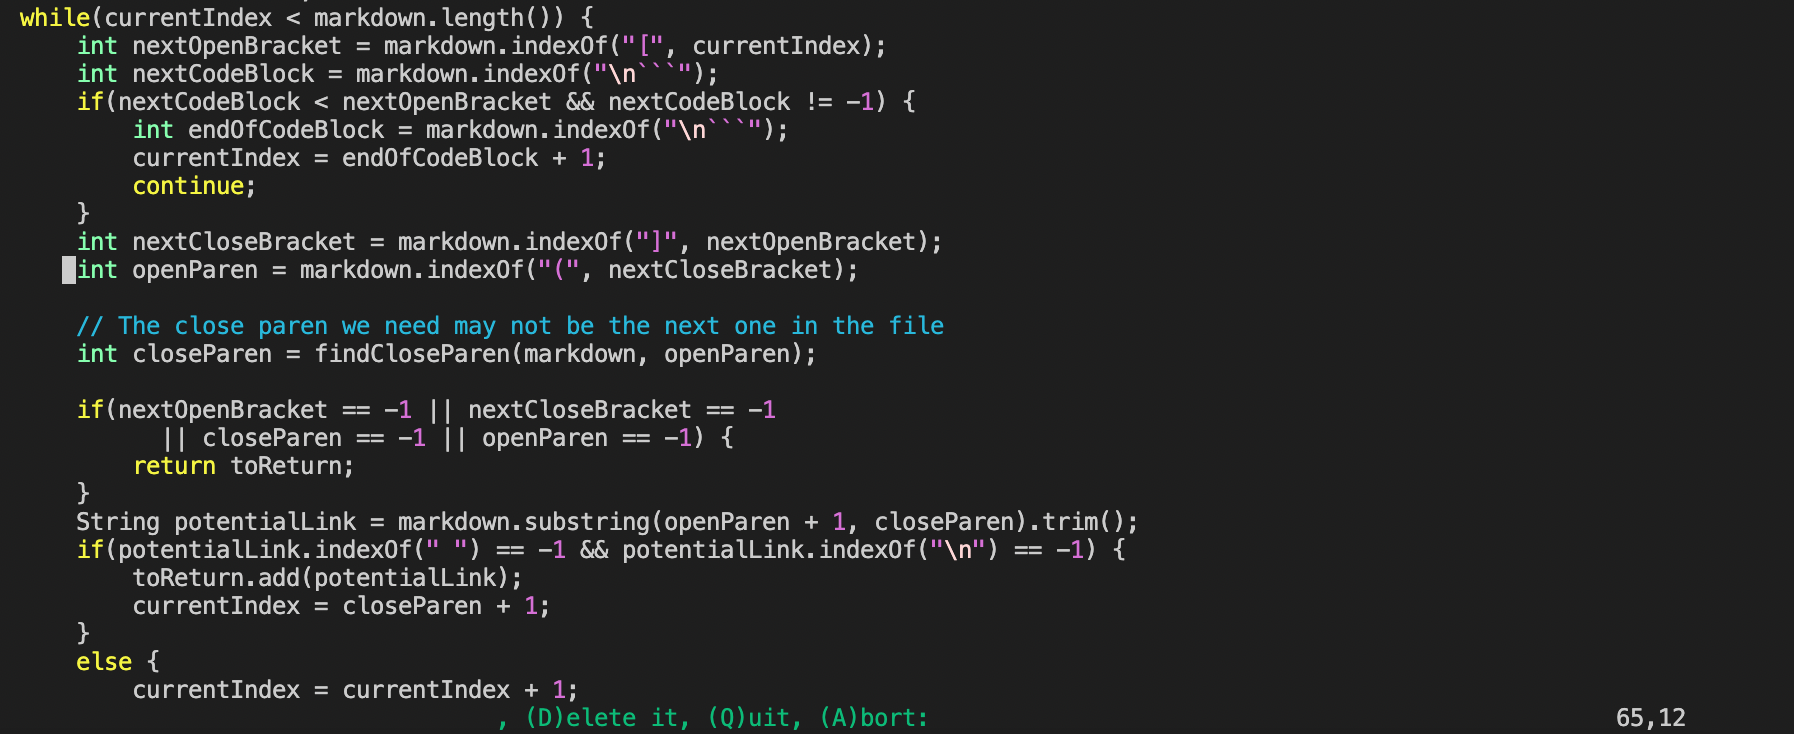 while(currentIndex < markdown.length()) {
    int nextOpenBracket = markdown.indexOf("[", currentIndex);
    int nextCodeBlock = markdown.indexOf("\n```");
    if(nextCodeBlock < nextOpenBracket && nextCodeBlock != -1) {
        int endOfCodeBlock = markdown.indexOf("\n```");
        currentIndex = endOfCodeBlock + 1;
        continue;
    }
    int nextCloseBracket = markdown.indexOf("]", nextOpenBracket);
    int openParen = markdown.indexOf("(", nextCloseBracket);

    // The close paren we need may not be the next one in the file
    int closeParen = findCloseParen(markdown, openParen);

    if(nextOpenBracket == -1 || nextCloseBracket == -1
          || closeParen == -1 || openParen == -1) {
        return toReturn;
    }
    String potentialLink = markdown.substring(openParen + 1, closeParen).trim();
    if(potentialLink.indexOf(" ") == -1 && potentialLink.indexOf("\n") == -1) {
        toReturn.add(potentialLink);
        currentIndex = closeParen + 1;
    }
    else {
        currentIndex = currentIndex + 1;
, (D)elete it, (Q)uit, (A)bort: 65,12